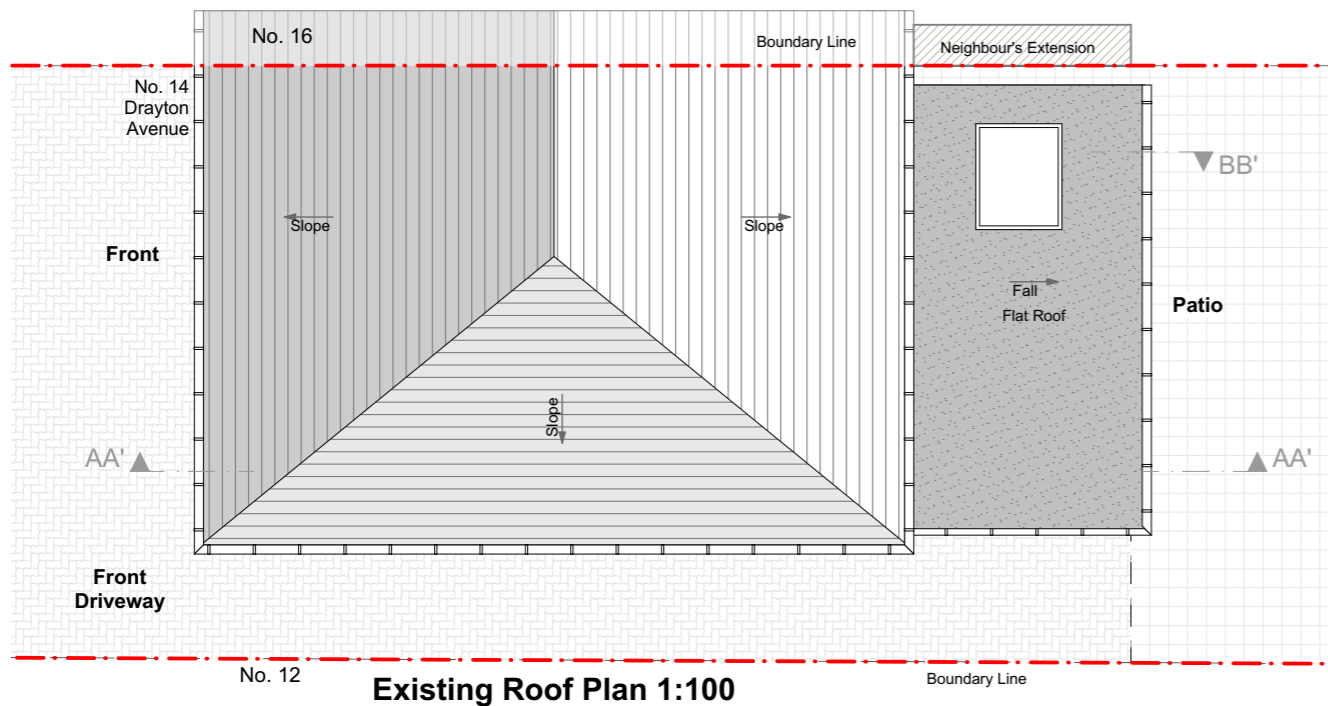 No. 16
Boundary Line
Neighbour's Extension
No. 14
Drayton
Avenue
BB'
Slope
Slope
Front
Fall
Flat Roof
Patio
Slope
AA'
AA'
Front
Driveway
No. 12
Boundary Line
Existing Roof Plan 1:100